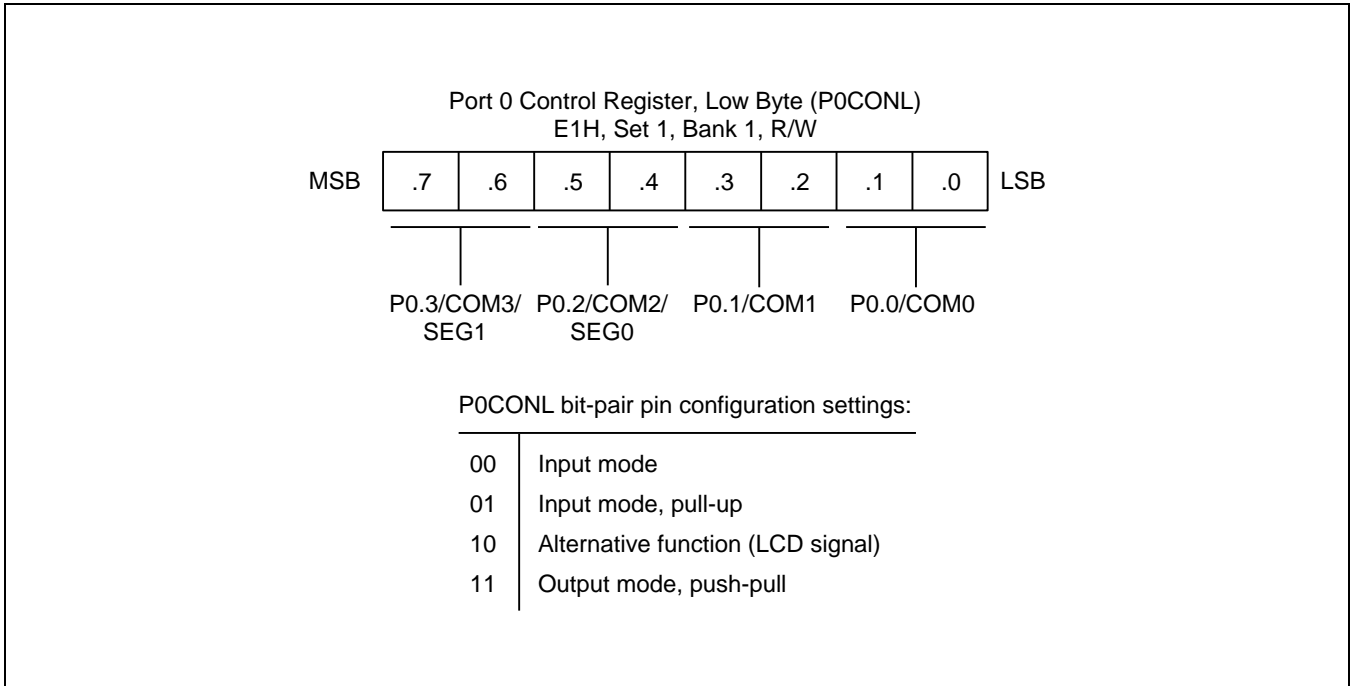 Port 0 Control Register, Low Byte (P0CONL)
E1H, Set 1, Bank 1, R/W
MSB .7 .6 .5 .4 .3 .2 .1 .0 LSB
P0.3/COM3/ P0.2/COM2/ P0.1/COM1 P0.0/COM0
SEG1 SEG0
P0CONL bit-pair pin configuration settings:
00 Input mode
01 Input mode, pull-up
10 Alternative function (LCD signal)
11 Output mode, push-pull